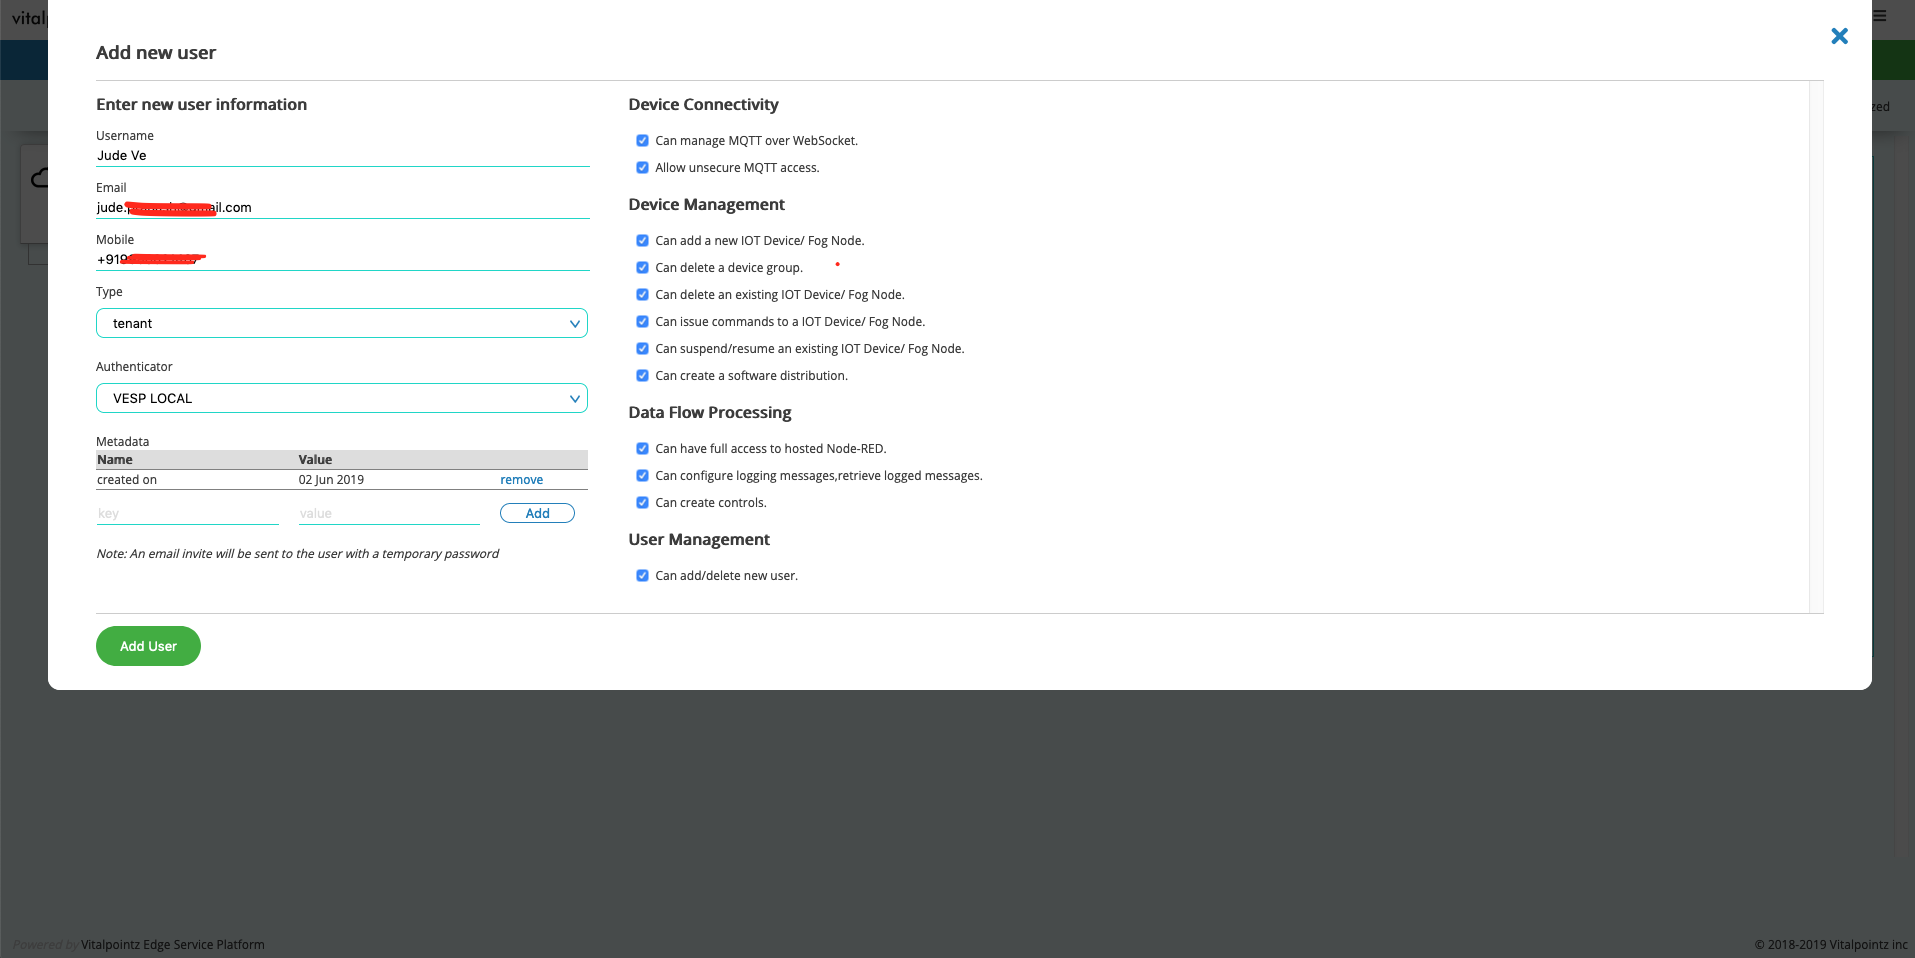 Add new user
Enter new user information
Username
Jude Ve
Email
jude. il.com
Mobile
+919
Type
tenant
Authenticator
VESP LOCAL
Metadata
Name Value
created on 02 Jun 2019 remove
key value Add
Note: An email invite will be sent to the user with a temporary password
Device Connectivity
Can manage MQTT over WebSocket.
Allow unsecure MQTT access.
Device Management
Can add a new IOT Device/ Fog Node.
Can delete a device group.
Can delete an existing IOT Device/ Fog Node.
Can issue commands to a IOT Device/ Fog Node.
Can suspend/resume an existing IOT Device/ Fog Node.
Can create a software distribution.
Data Flow Processing
Can have full access to hosted Node-RED.
Can configure logging messages,retrieve logged messages.
Can create controls.
User Management
Can add/delete new user.
Add User
Powered by Vitalpointz Edge Service Platform
© 2018-2019 Vitalpointz inc